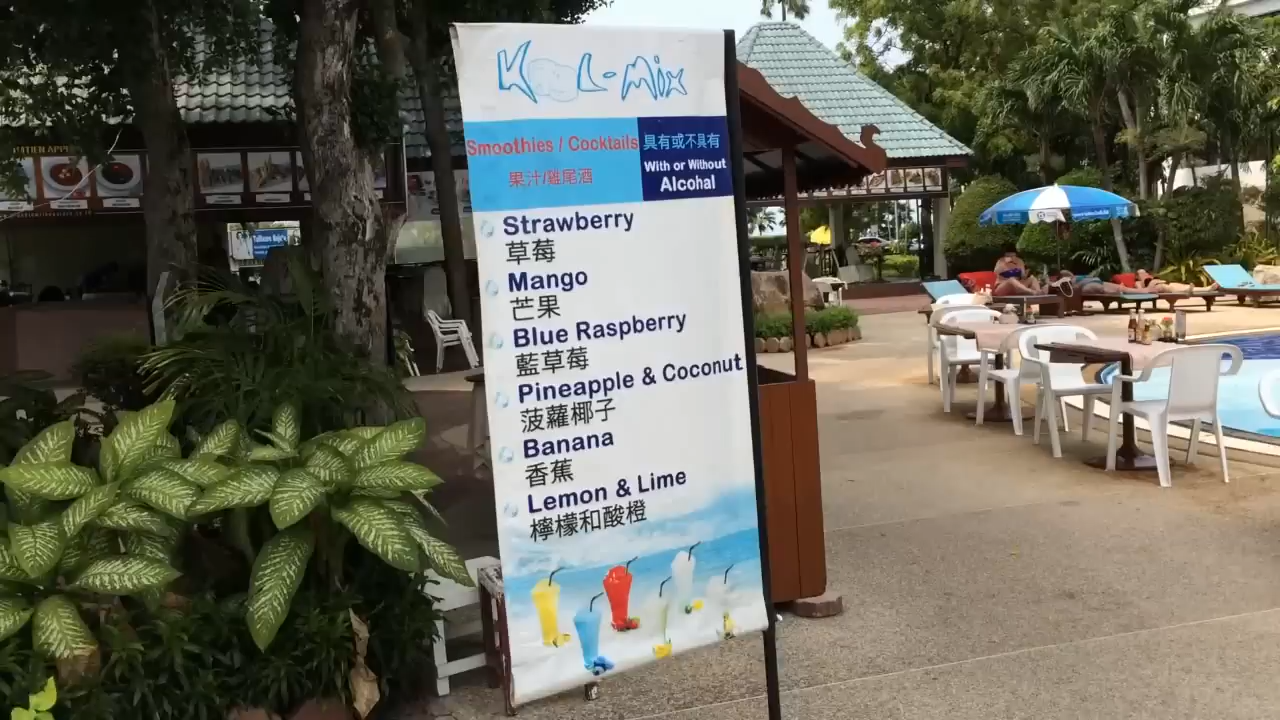 KOOL-Mix
Smoothies / Cocktails
果汁/雞尾酒
具有或不具有
With or Without
Alcohal
Strawberry
草莓
Mango
芒果
Blue Raspberry
藍草莓
Pineapple & Coconut
菠蘿椰子
Banana
香蕉
Lemon & Lime
檸檬和酸橙